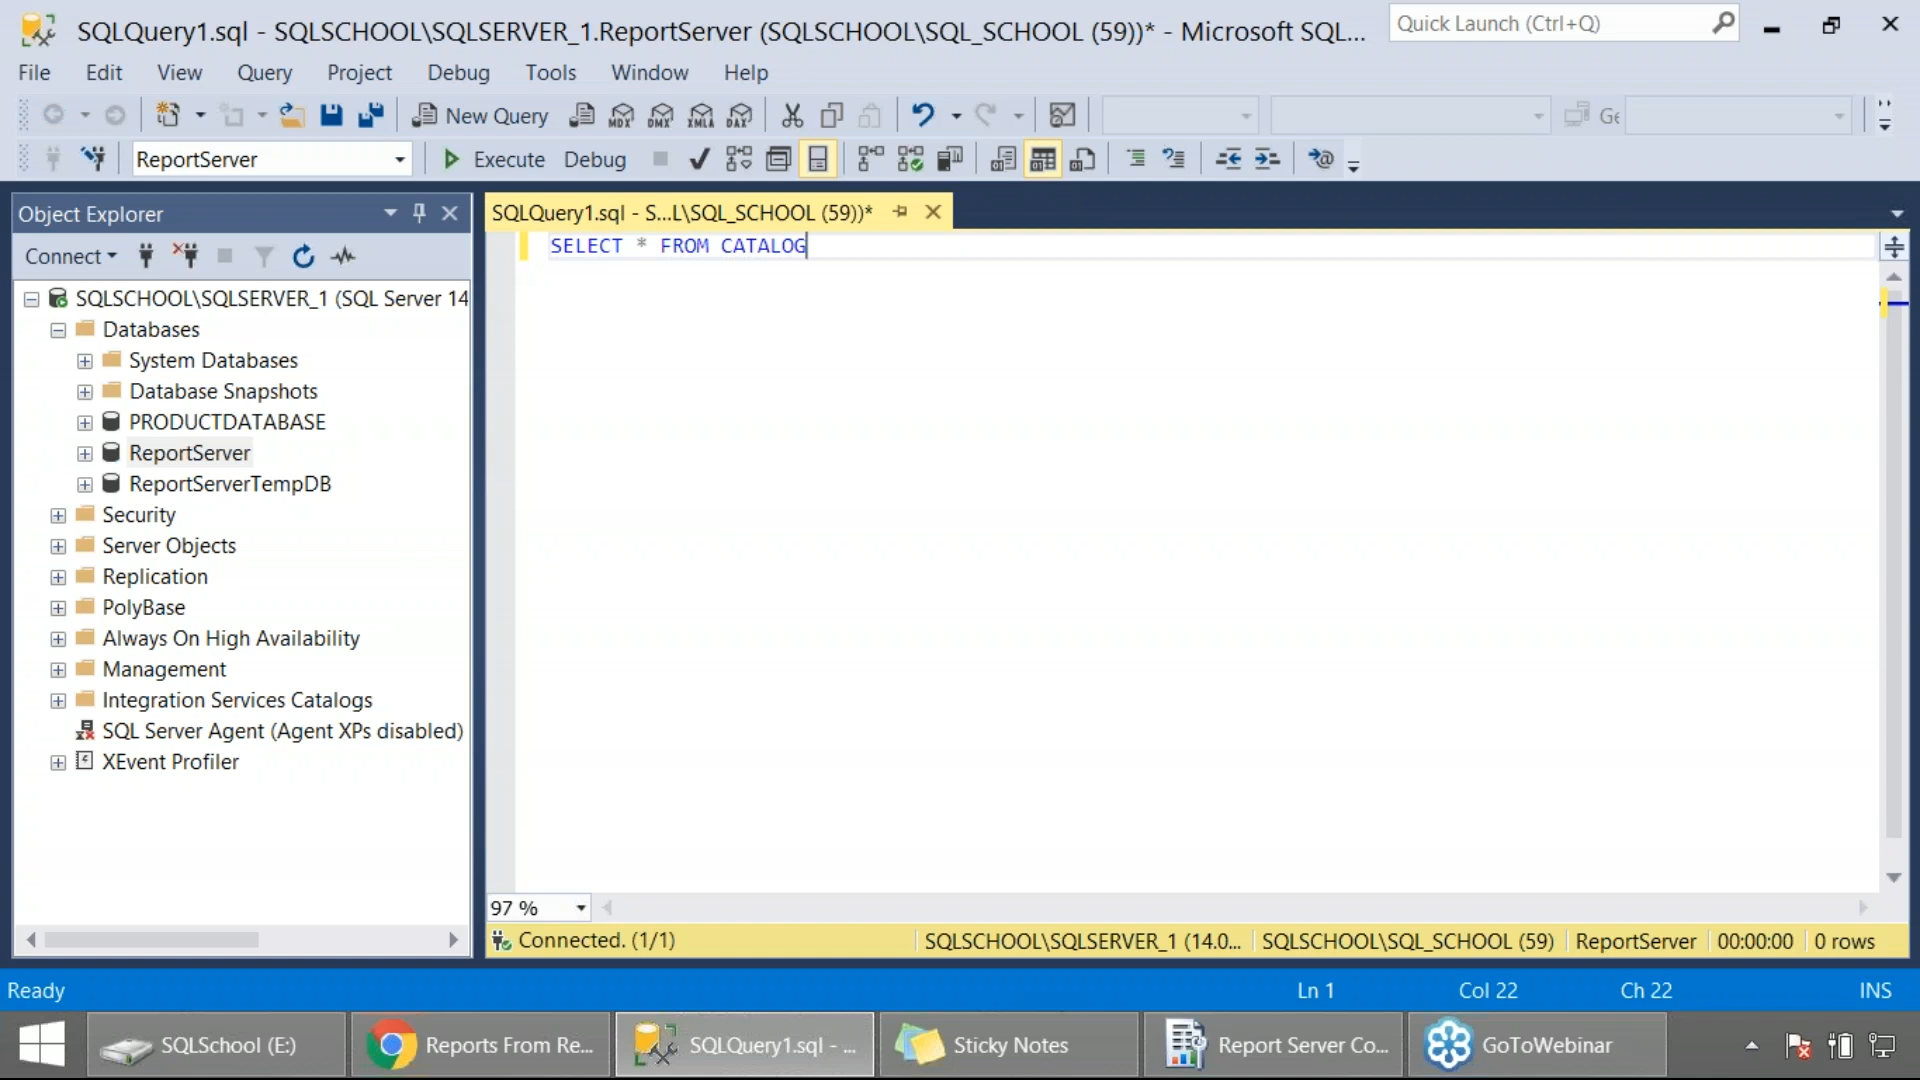 SQLQuery1.sql - SQLSCHOOL\SQLSERVER_1.ReportServer (SQLSCHOOL\SQL_SCHOOL (59))* - Microsoft SQL...
Quick Launch (Ctrl+Q)
File Edit View Query Project Debug Tools Window Help
New Query MDX DMX XMLA DAX Ge
ReportServer Execute Debug
Object Explorer
SQLQuery1.sql - S...L\SQL_SCHOOL (59))*
Connect
SELECT * FROM CATALOG
SQLSCHOOL\SQLSERVER_1 (SQL Server 14
Databases
System Databases
Database Snapshots
PRODUCTDATABASE
ReportServer
ReportServerTempDB
Security
Server Objects
Replication
PolyBase
Always On High Availability
Management
Integration Services Catalogs
SQL Server Agent (Agent XPs disabled)
XEvent Profiler
97 %
Connected. (1/1) SQLSCHOOL\SQLSERVER_1 (14.0... SQLSCHOOL\SQL_SCHOOL (59) ReportServer 00:00:00 0 rows
Ready Ln 1 Col 22 Ch 22 INS
SQLSchool (E:) Reports From Re... SQLQuery1.sql - ... Sticky Notes Report Server Co... GoToWebinar